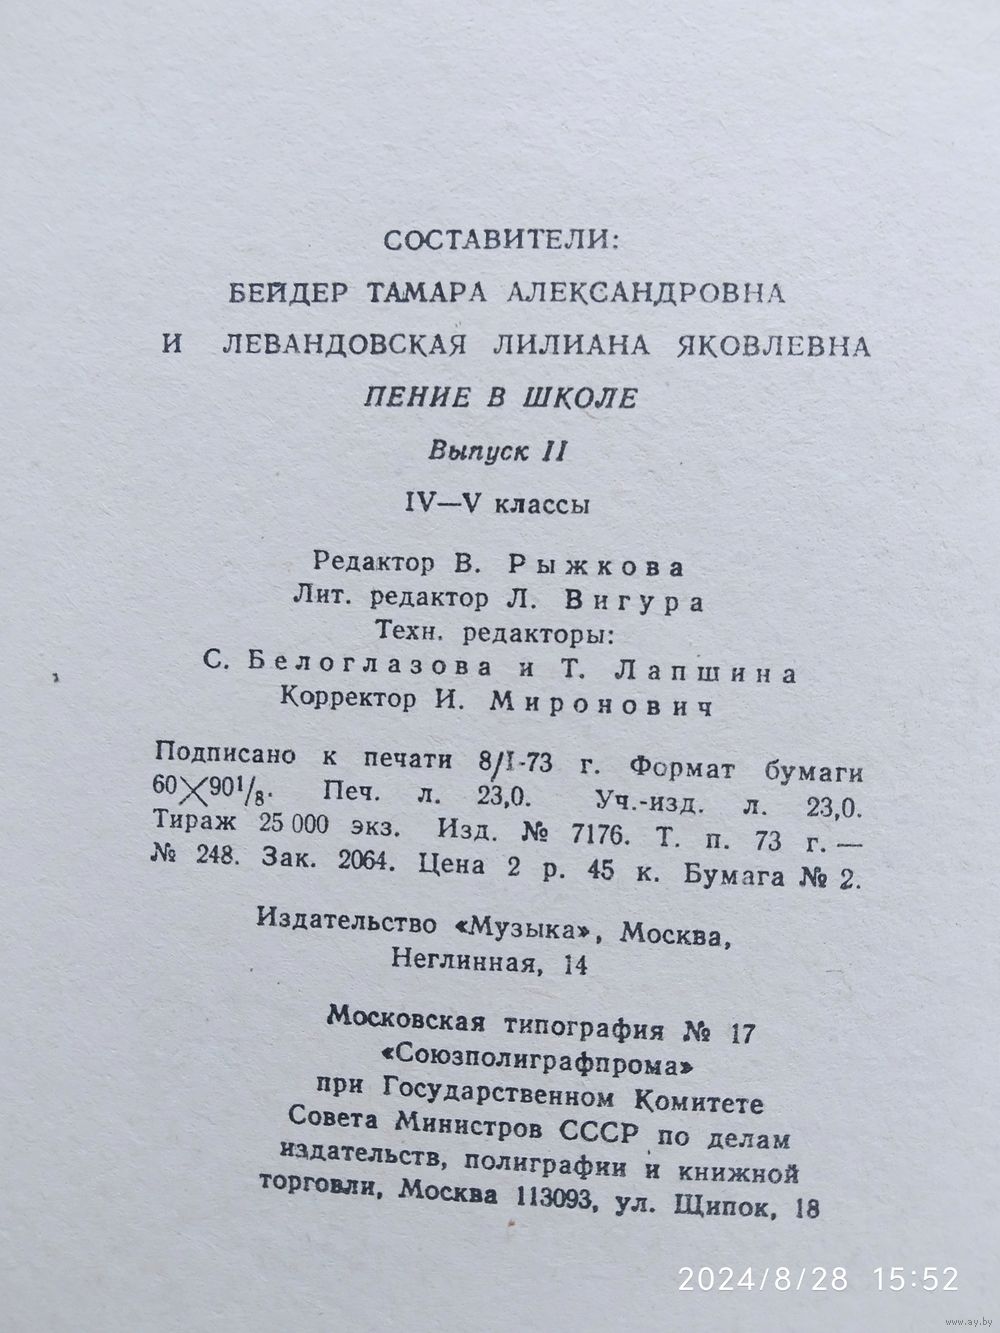 СОСТАВИТЕЛИ:
БЕЙДЕР ТАМАРА АЛЕКСАНДРОВНА
И ЛЕВАНДОВСКАЯ ЛИЛИАНА ЯКОВЛЕВНА
ПЕНИЕ В ШКОЛЕ
Выпуск II
IV—V классы
Редактор В. Рыжкова
Лит. редактор Л. Вигура
Техн. редакторы:
С. Белоглазова и Т. Лапшина
Корректор И. Миронович
Подписано к печати 8/I-73 г. Формат бумаги
60×90¹/₈. Печ. л. 23,0. Уч.-изд. л. 23,0.
Тираж 25 000 экз. Изд. № 7176. Т. п. 73 г. —
№ 248. Зак. 2064. Цена 2 р. 45 к. Бумага № 2.
Издательство «Музыка», Москва,
Неглинная, 14
Московская типография № 17
«Союзполиграфпрома»
при Государственном Комитете
Совета Министров СССР по делам
издательств, полиграфии и книжной
торговли, Москва 113093, ул. Щипок, 18
2024/8/28 15:52
www.ay.by